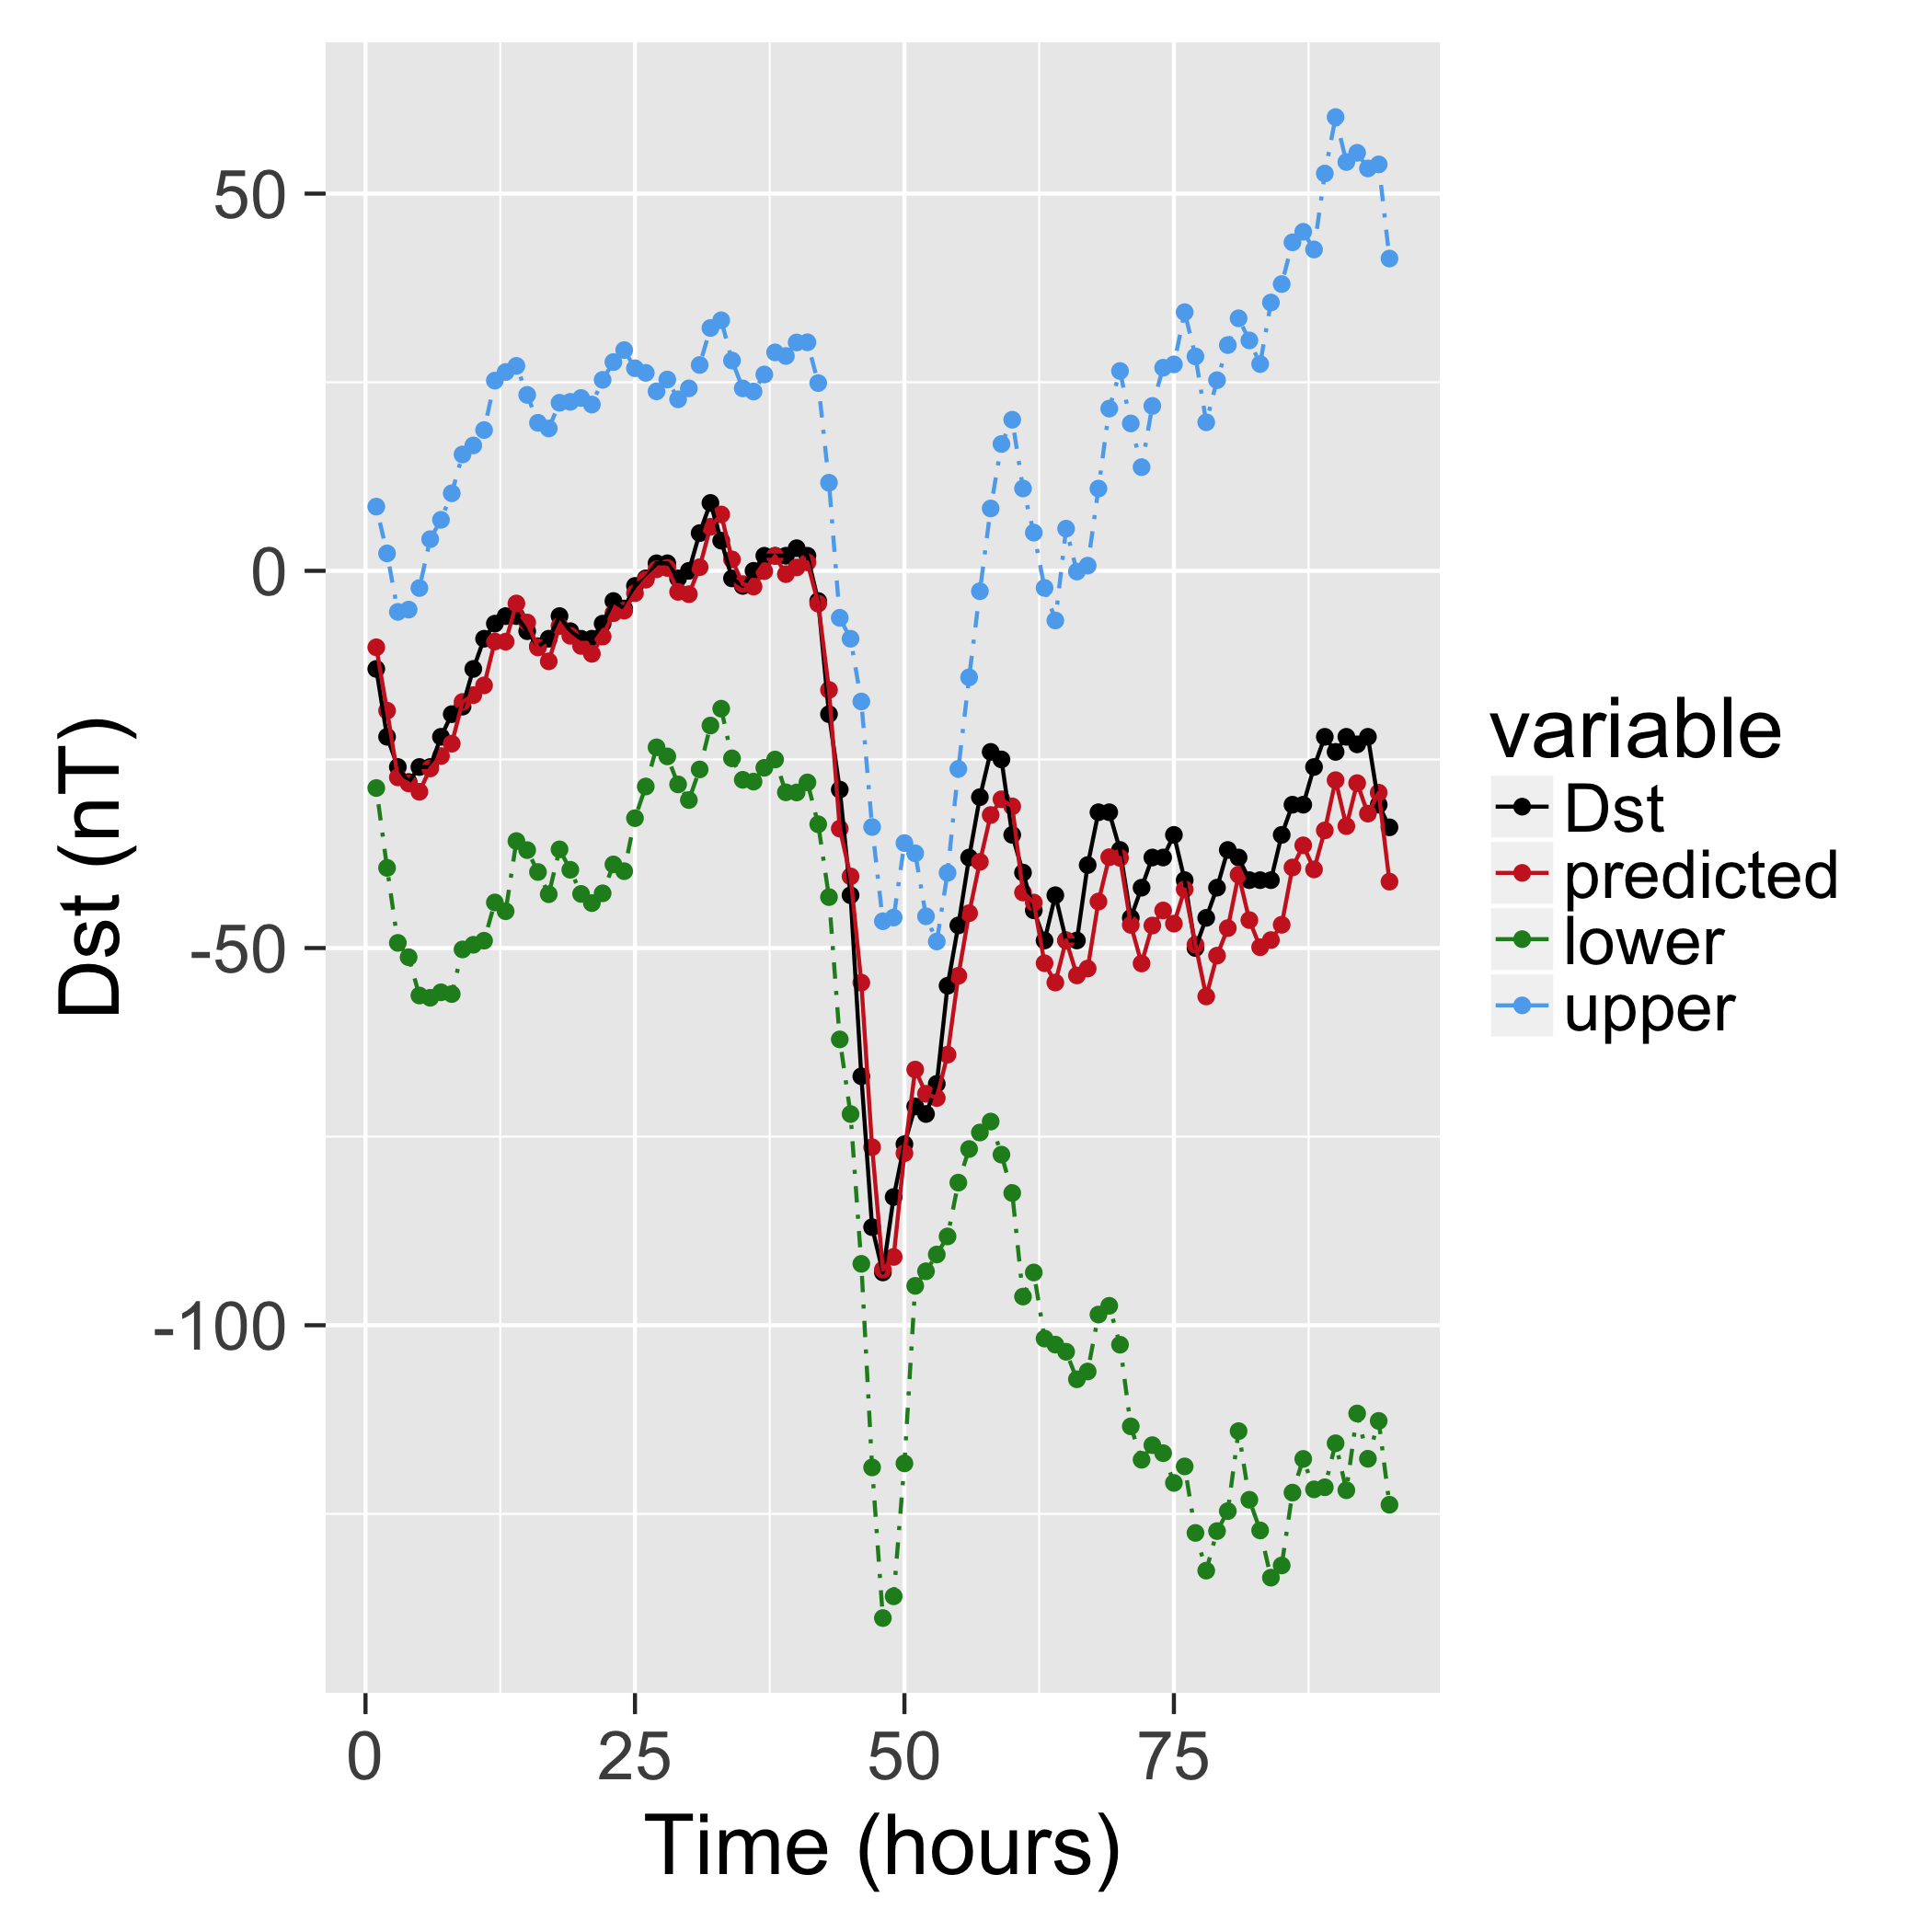 50
0
-50
-100
Dst (nT)
0 25 50 75
Time (hours)
variable
Dst
predicted
lower
upper